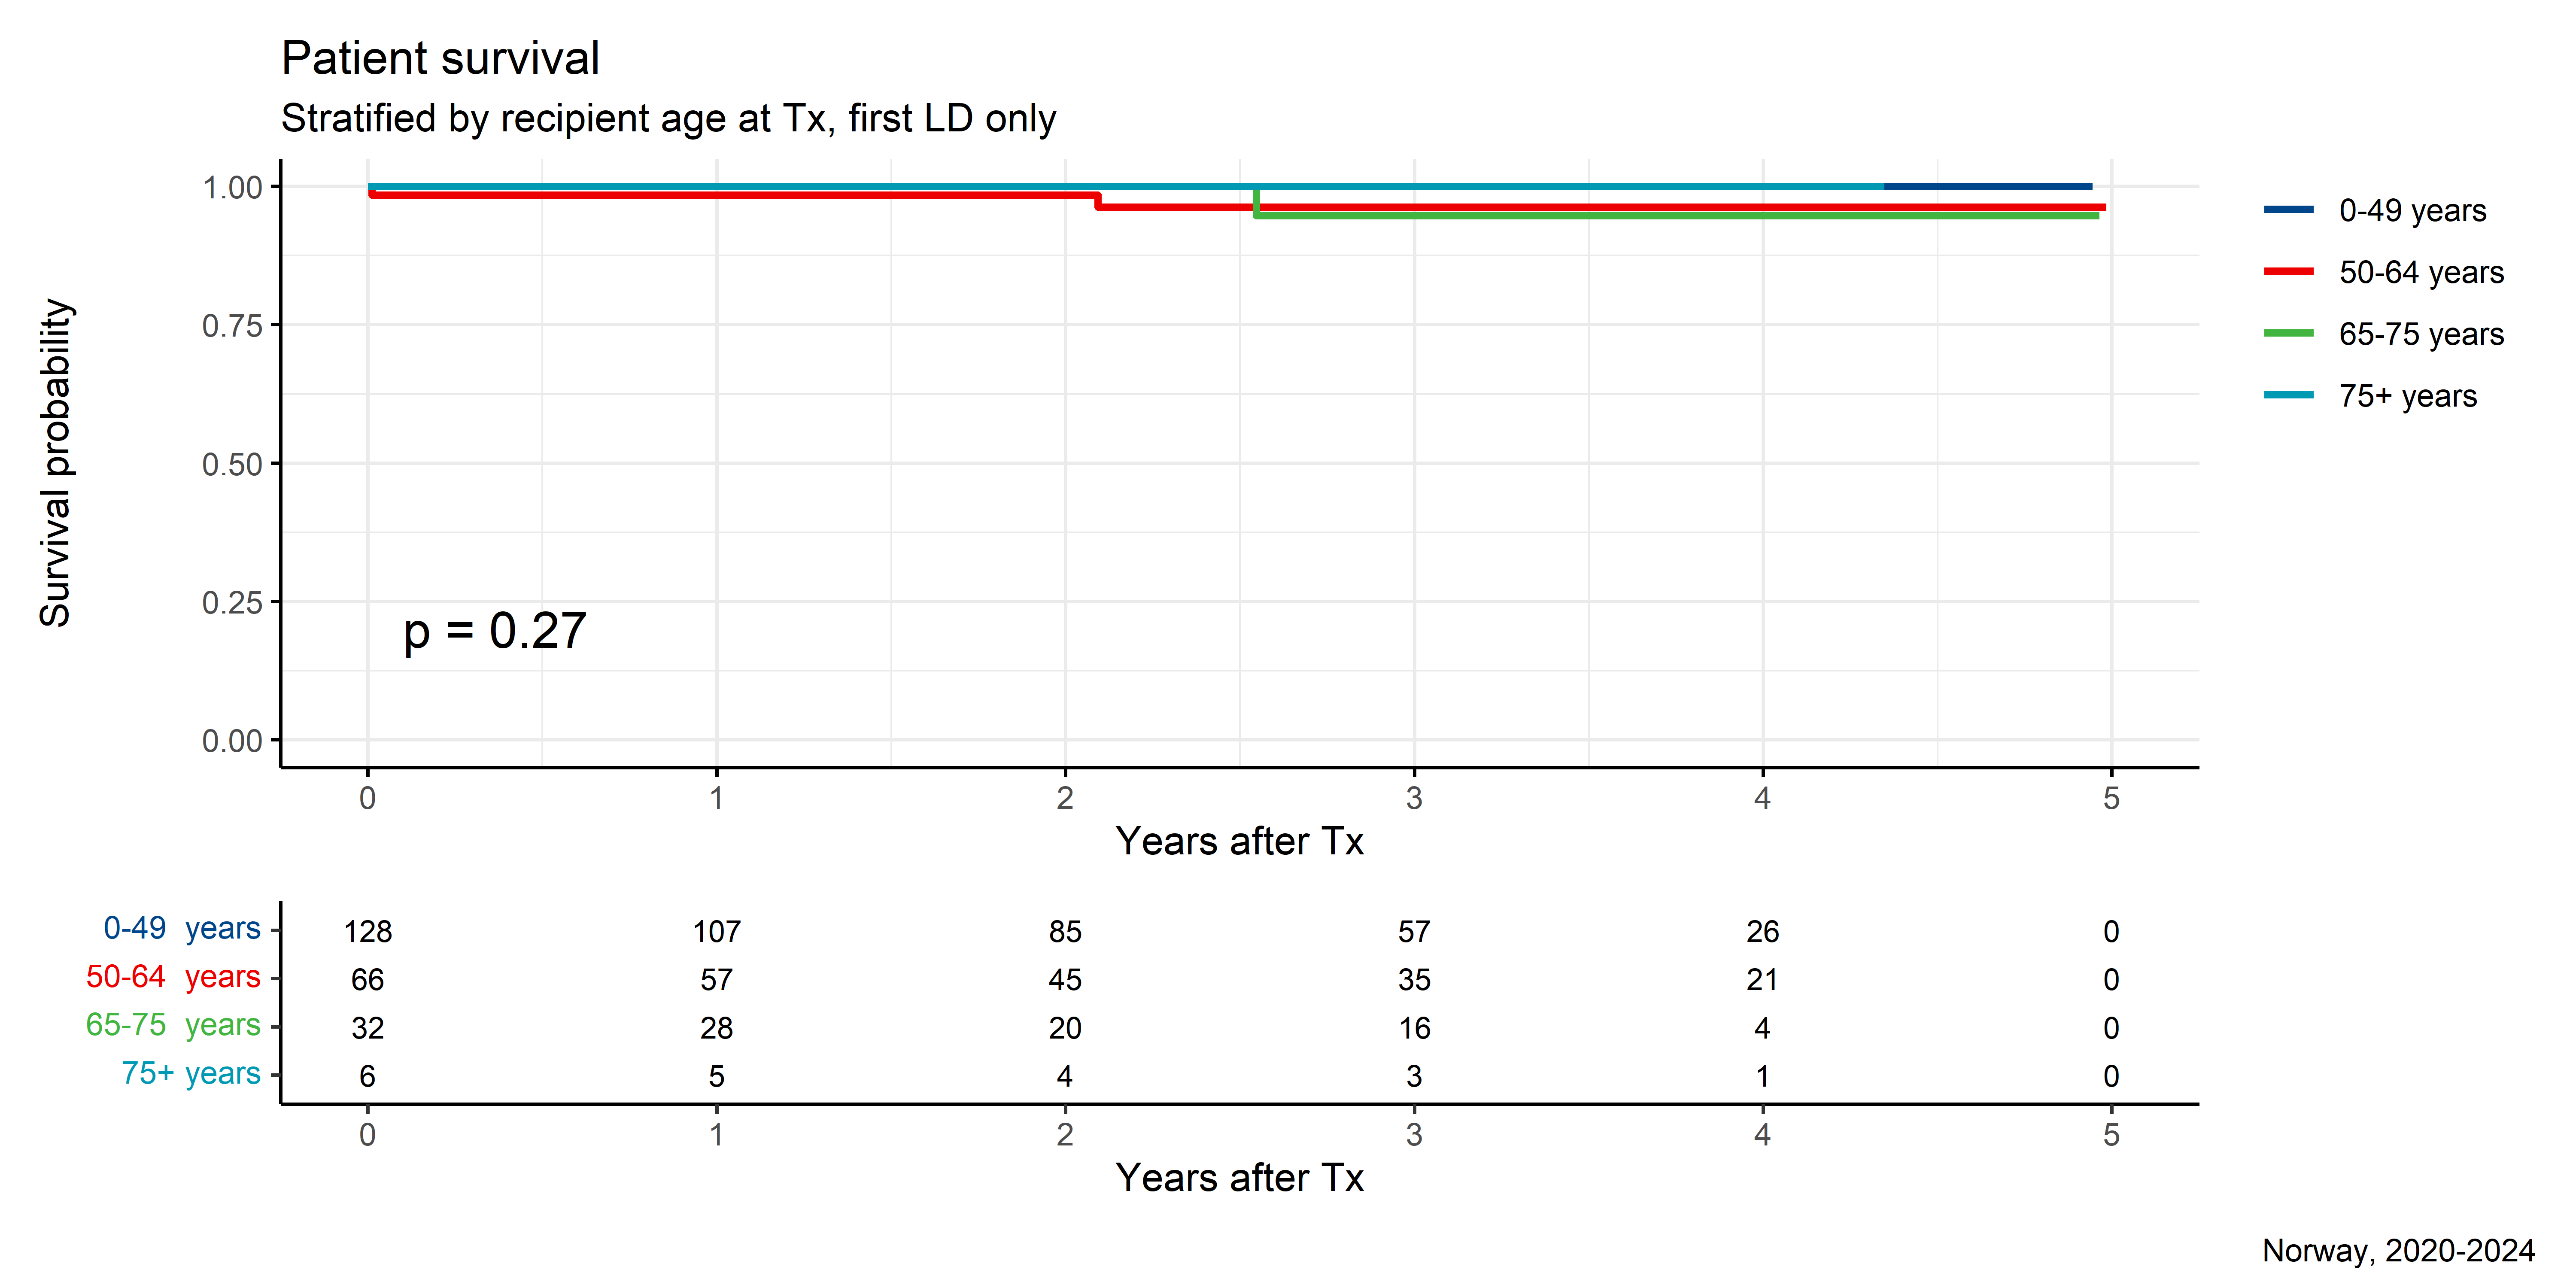 Patient survival
Stratified by recipient age at Tx, first LD only
Survival probability
1.00
0.75
0.50
0.25
0.00
p = 0.27
0 1 2 3 4 5
Years after Tx
0-49 years
50-64 years
65-75 years
75+ years
0-49 years 128 107 85 57 26 0
50-64 years 66 57 45 35 21 0
65-75 years 32 28 20 16 4 0
75+ years 6 5 4 3 1 0
0 1 2 3 4 5
Years after Tx
Norway, 2020-2024